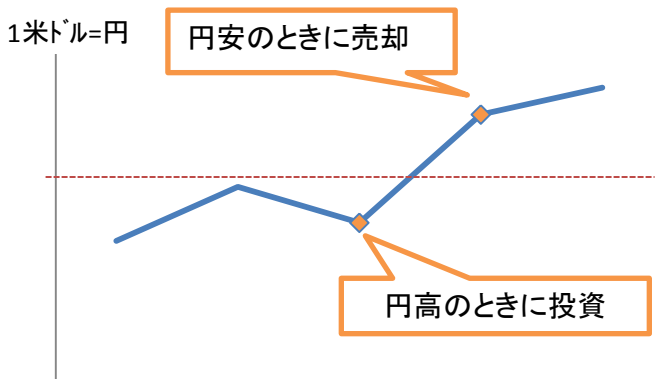 1米ﾄﾞﾙ=円
円安のときに売却
円高のときに投資